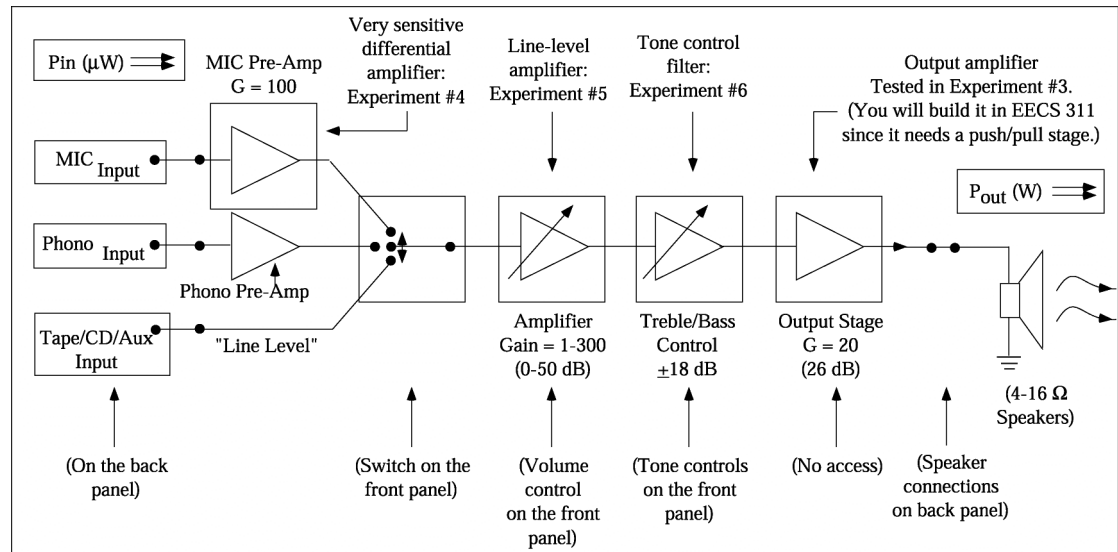 Pin (μW)
MIC Pre-Amp
G = 100
Very sensitive
differential
amplifier:
Experiment #4
Line-level
amplifier:
Experiment #5
Tone control
filter:
Experiment #6
Output amplifier
Tested in Experiment #3.
(You will build it in EECS 311
since it needs a push/pull stage.)
MIC Input
Pout (W)
Phono Input
Phono Pre-Amp
Tape/CD/Aux
Input
"Line Level"
Amplifier
Gain = 1-300
(0-50 dB)
Treble/Bass
Control
±18 dB
Output Stage
G = 20
(26 dB)
(4-16 Ω
Speakers)
(On the back
panel)
(Switch on the
front panel)
(Volume
control
on the front
panel)
(Tone controls
on the front
panel)
(No access)
(Speaker
connections
on back panel)